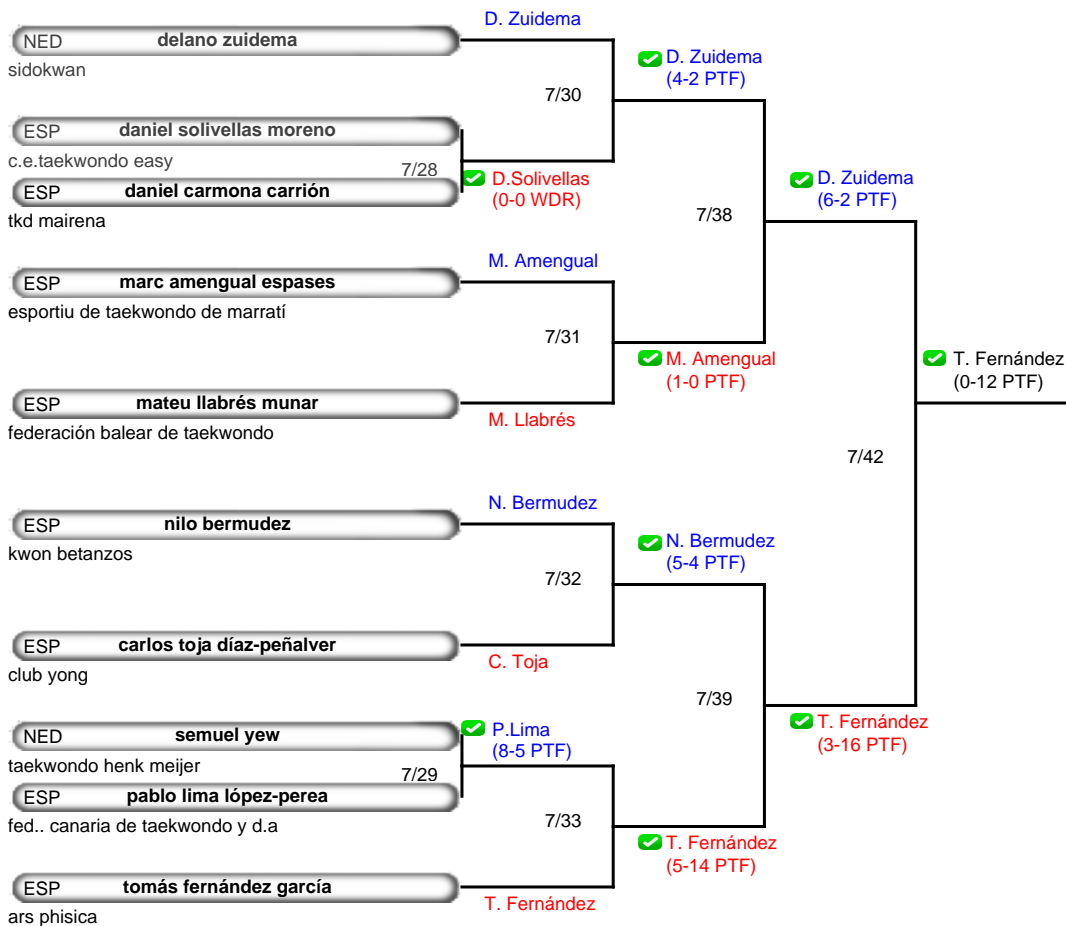 D. Zuidema
NED delano zuidema
sidokwan
D. Zuidema
(4-2 PTF)
7/30
ESP daniel solivellas moreno
c.e.taekwondo easy
7/28
D.Solivellas
(0-0 WDR)
ESP daniel carmona carrión
tkd mairena
D. Zuidema
(6-2 PTF)
7/38
M. Amengual
ESP marc amengual espases
esportiu de taekwondo de marratí
7/31
M. Amengual
(1-0 PTF)
T. Fernández
(0-12 PTF)
ESP mateu llabrés munar
M. Llabrés
federación balear de taekwondo
7/42
N. Bermudez
ESP nilo bermudez
kwon betanzos
N. Bermudez
(5-4 PTF)
7/32
ESP carlos toja díaz-peñalver
C. Toja
club yong
7/39
T. Fernández
(3-16 PTF)
NED semuel yew
P.Lima
(8-5 PTF)
taekwondo henk meijer
7/29
ESP pablo lima lópez-perea
fed.. canaria de taekwondo y d.a
7/33
T. Fernández
(5-14 PTF)
ESP tomás fernández garcía
T. Fernández
ars phisica